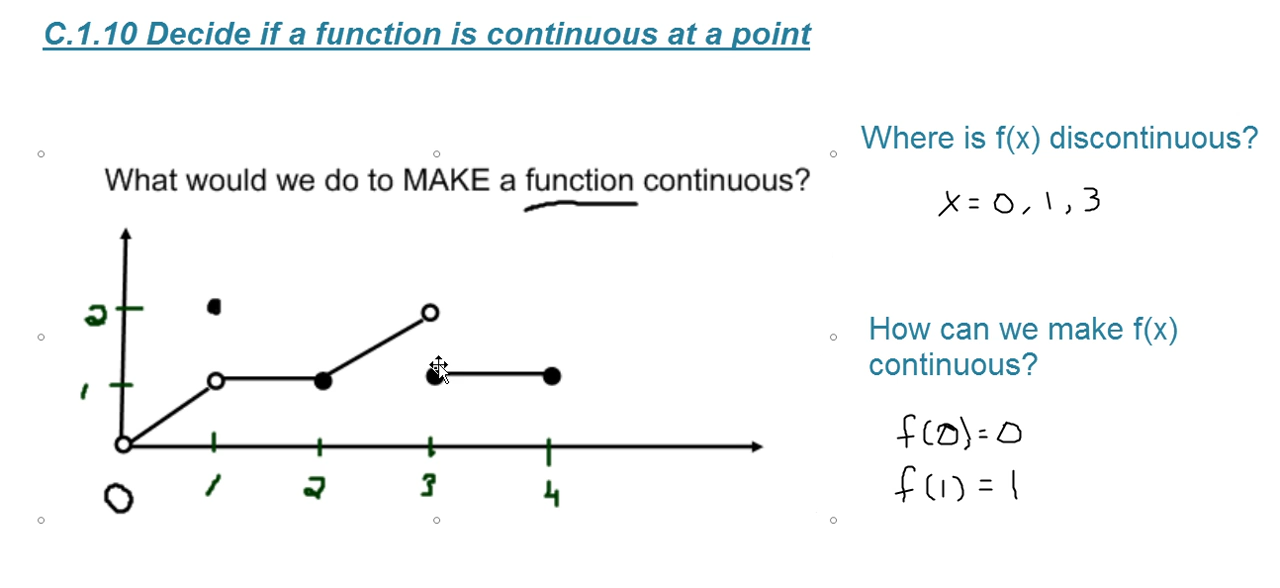 C.1.10 Decide if a function is continuous at a point
What would we do to MAKE a function continuous?
2
1
0 1 2 3 4
Where is f(x) discontinuous?
x = 0, 1, 3
How can we make f(x)
continuous?
f(0) = 0
f(1) = 1